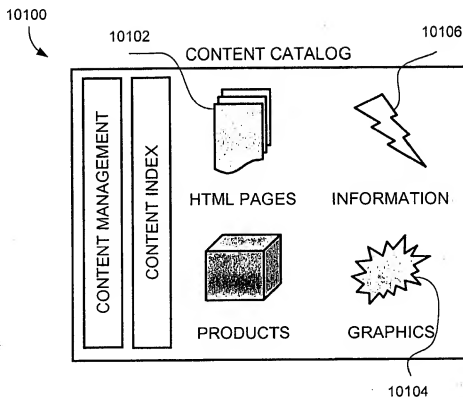 10100
10102
10106
CONTENT CATALOG
CONTENT MANAGEMENT
CONTENT INDEX
HTML PAGES
INFORMATION
PRODUCTS
GRAPHICS
10104